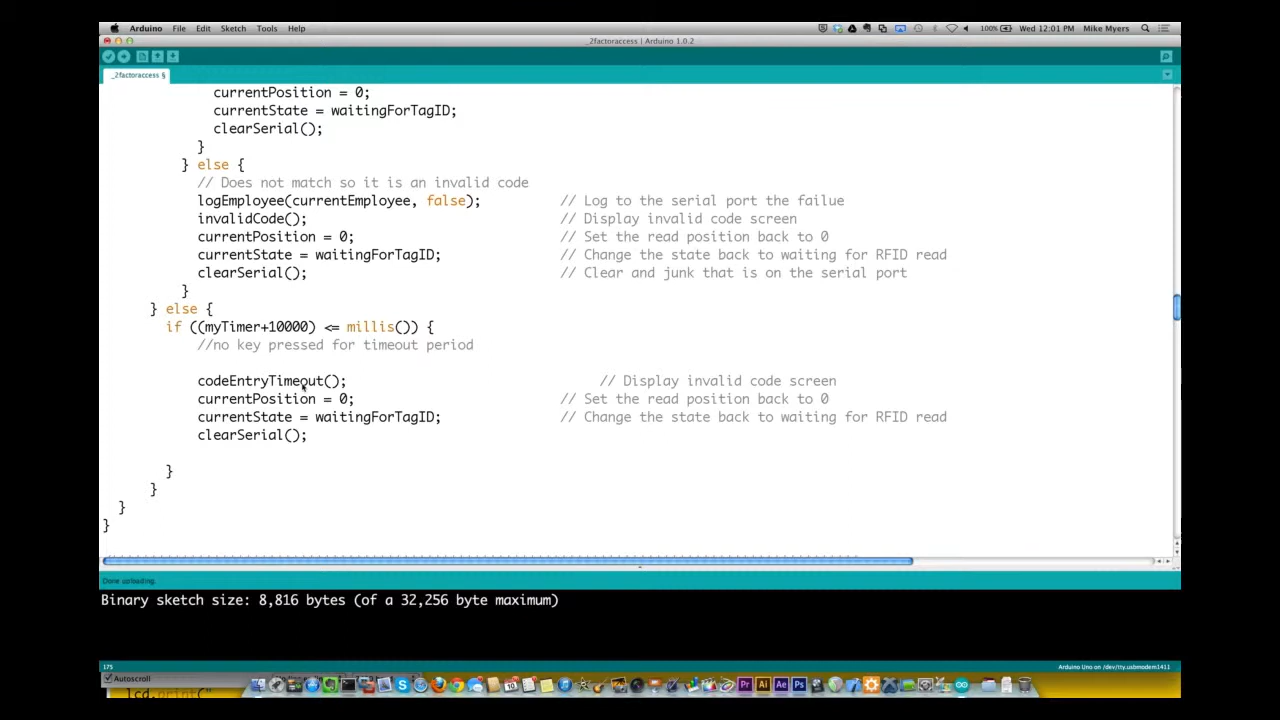 Arduino File Edit Sketch Tools Help 100% Wed 12:01 PM Mike Myers
_2factoraccess | Arduino 1.0.2
_2factoraccess §
currentPosition = 0;
currentState = waitingForTagID;
clearSerial();
}
} else {
// Does not match so it is an invalid code
logEmployee(currentEmployee, false); // Log to the serial port the failue
invalidCode(); // Display invalid code screen
currentPosition = 0; // Set the read position back to 0
currentState = waitingForTagID; // Change the state back to waiting for RFID read
clearSerial(); // Clear and junk that is on the serial port
}
} else {
if ((myTimer+10000) <= millis()) {
//no key pressed for timeout period
codeEntryTimeout(); // Display invalid code screen
currentPosition = 0; // Set the read position back to 0
currentState = waitingForTagID; // Change the state back to waiting for RFID read
clearSerial();
}
}
}
}
Done uploading.
Binary sketch size: 8,816 bytes (of a 32,256 byte maximum)
175 Arduino Uno on /dev/tty.usbmodem1411
Autoscroll
lcd.print("